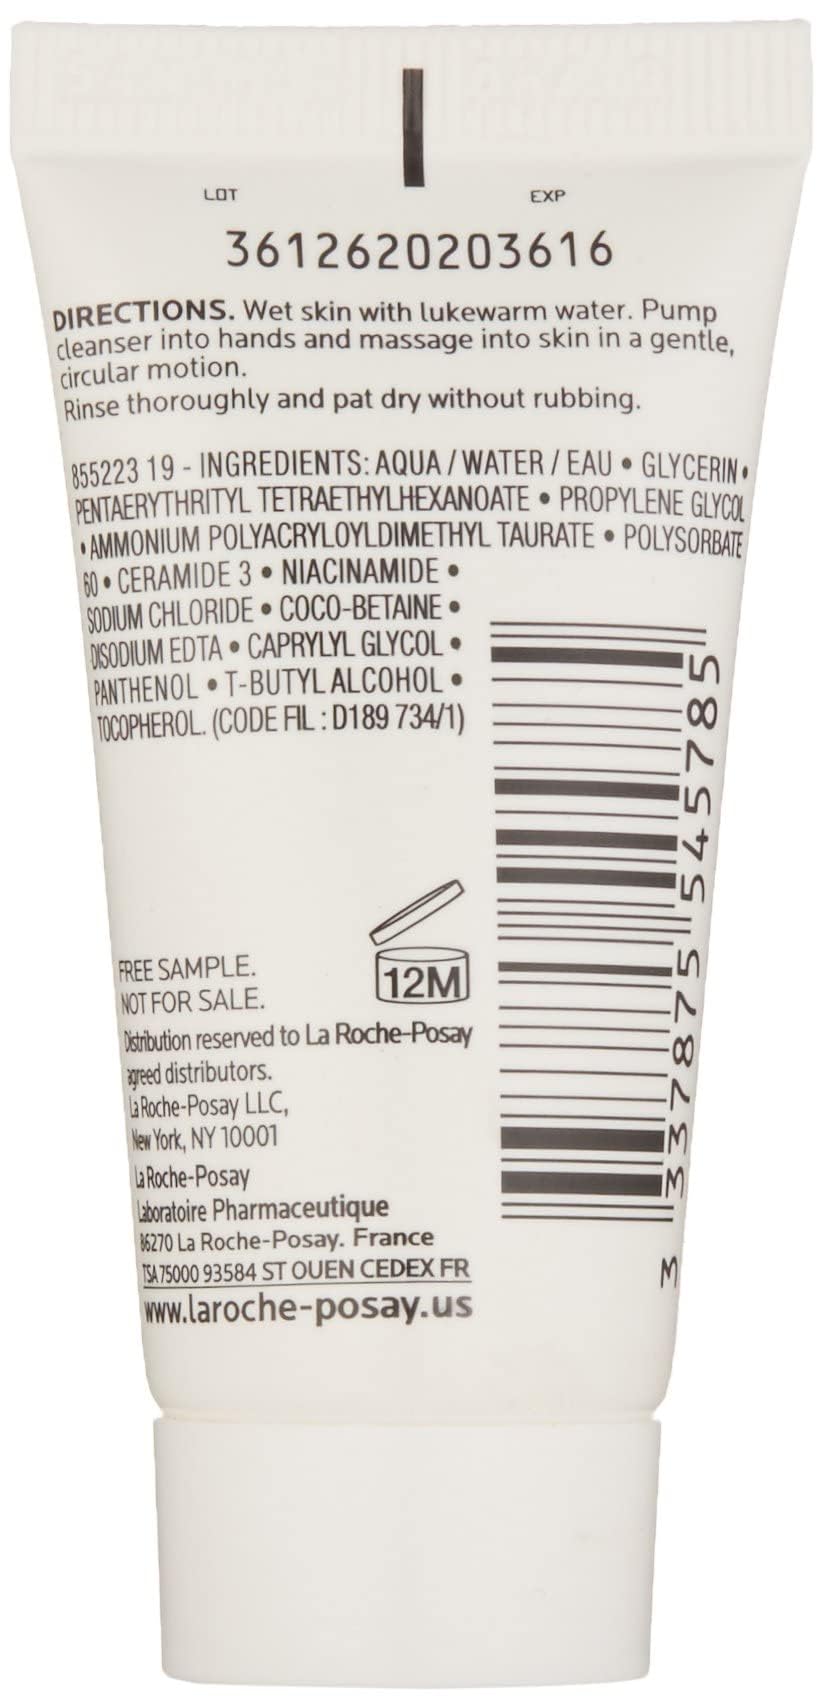 LOT EXP
3612620203616
DIRECTIONS. Wet skin with lukewarm water. Pump
cleanser into hands and massage into skin in a gentle,
circular motion.
Rinse thoroughly and pat dry without rubbing.
855223 19 - INGREDIENTS: AQUA / WATER / EAU • GLYCERIN •
PENTAERYTHRITYL TETRAETHYLHEXANOATE • PROPYLENE GLYCOL
• AMMONIUM POLYACRYLOYLDIMETHYL TAURATE • POLYSORBATE
60 • CERAMIDE 3 • NIACINAMIDE •
SODIUM CHLORIDE • COCO-BETAINE •
DISODIUM EDTA • CAPRYLYL GLYCOL •
PANTHENOL • T-BUTYL ALCOHOL •
TOCOPHEROL. (CODE FIL : D189 734/1)
12M
FREE SAMPLE.
NOT FOR SALE.
Distribution reserved to La Roche-Posay
agreed distributors.
La Roche-Posay LLC,
New York, NY 10001
La Roche-Posay
Laboratoire Pharmaceutique
86270 La Roche-Posay. France
TSA 75000 93584 ST OUEN CEDEX FR
www.laroche-posay.us
3 337875 545785